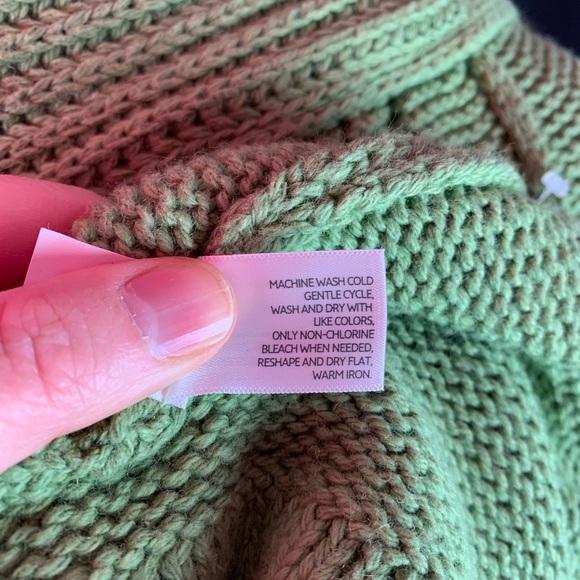 MACHINE WASH COLD
GENTLE CYCLE,
WASH AND DRY WITH
LIKE COLORS,
ONLY NON-CHLORINE
BLEACH WHEN NEEDED,
RESHAPE AND DRY FLAT,
WARM IRON.